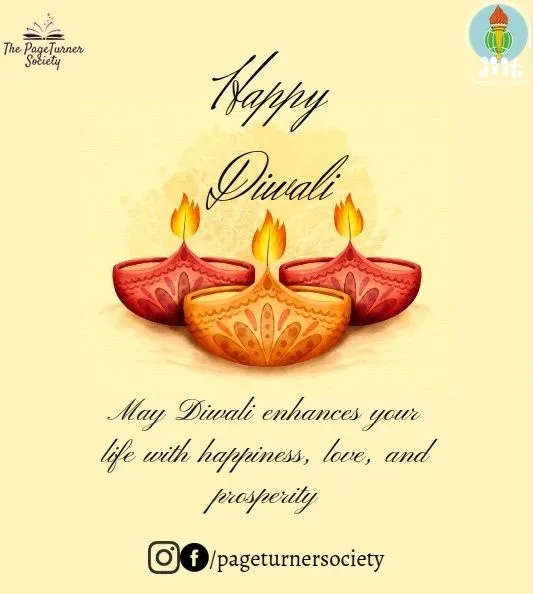 The PageTurner
Society
Happy
Diwali
May Diwali enhances your
life with happiness, love, and
prosperity
/pageturnersociety